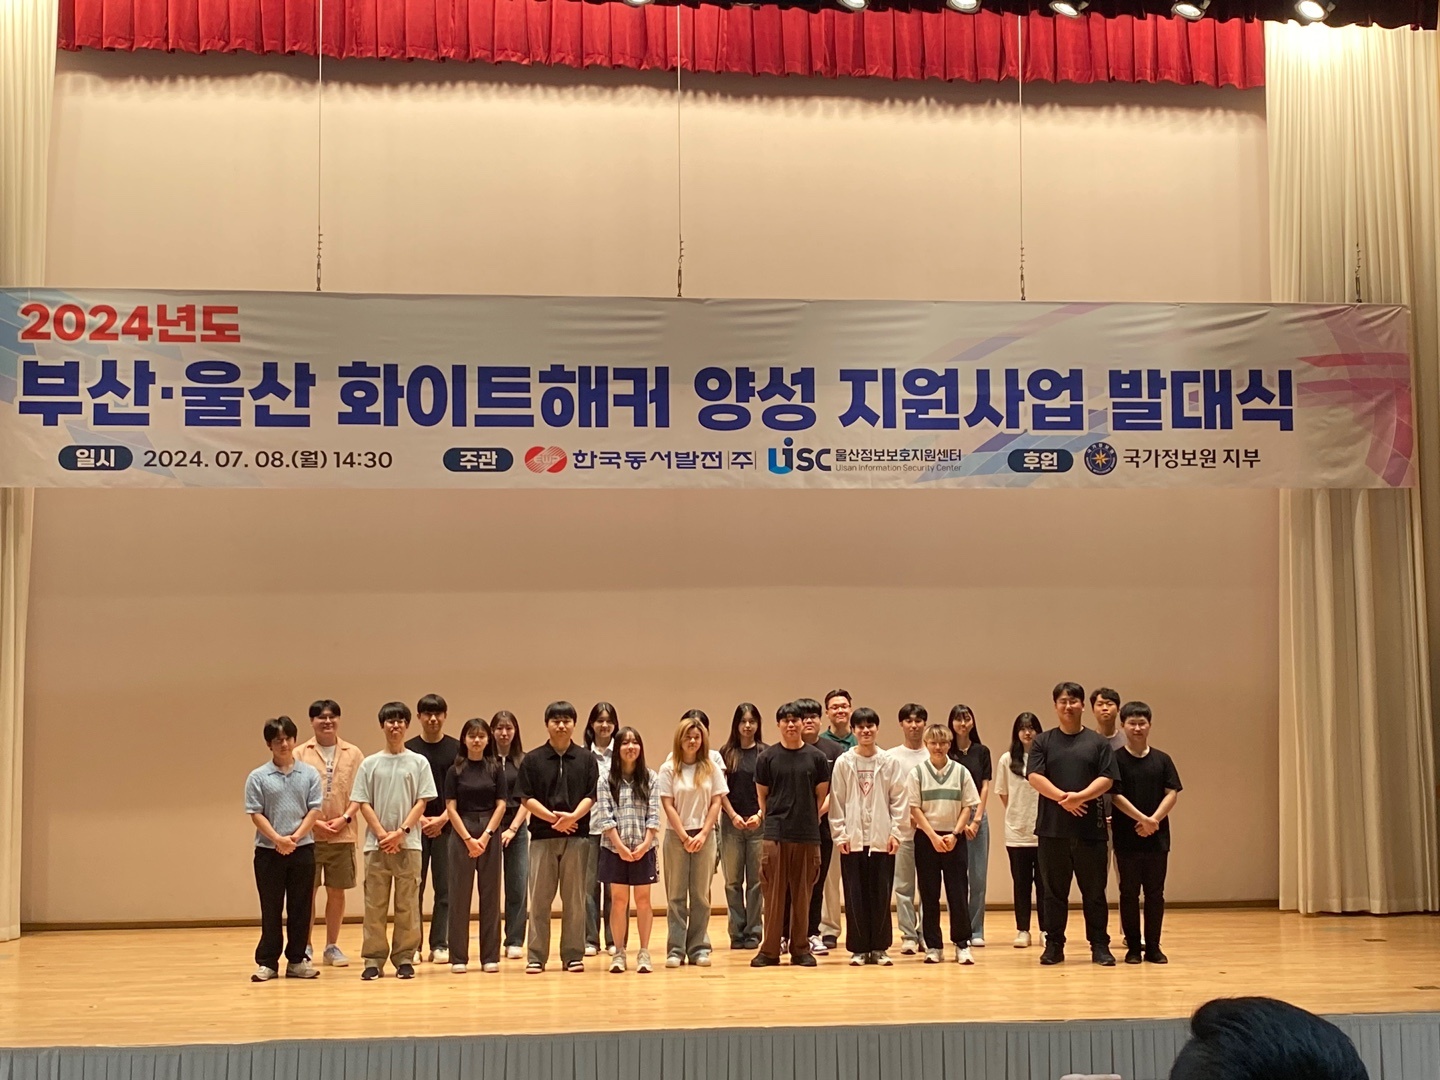 2024년도
부산·울산 화이트해커 양성 지원사업 발대식
일시 2024. 07. 08.(월) 14:30 주관 EWP 한국동서발전(주) UISC 울산정보보호지원센터 Ulsan Information Security Center 후원 국가정보원 지부